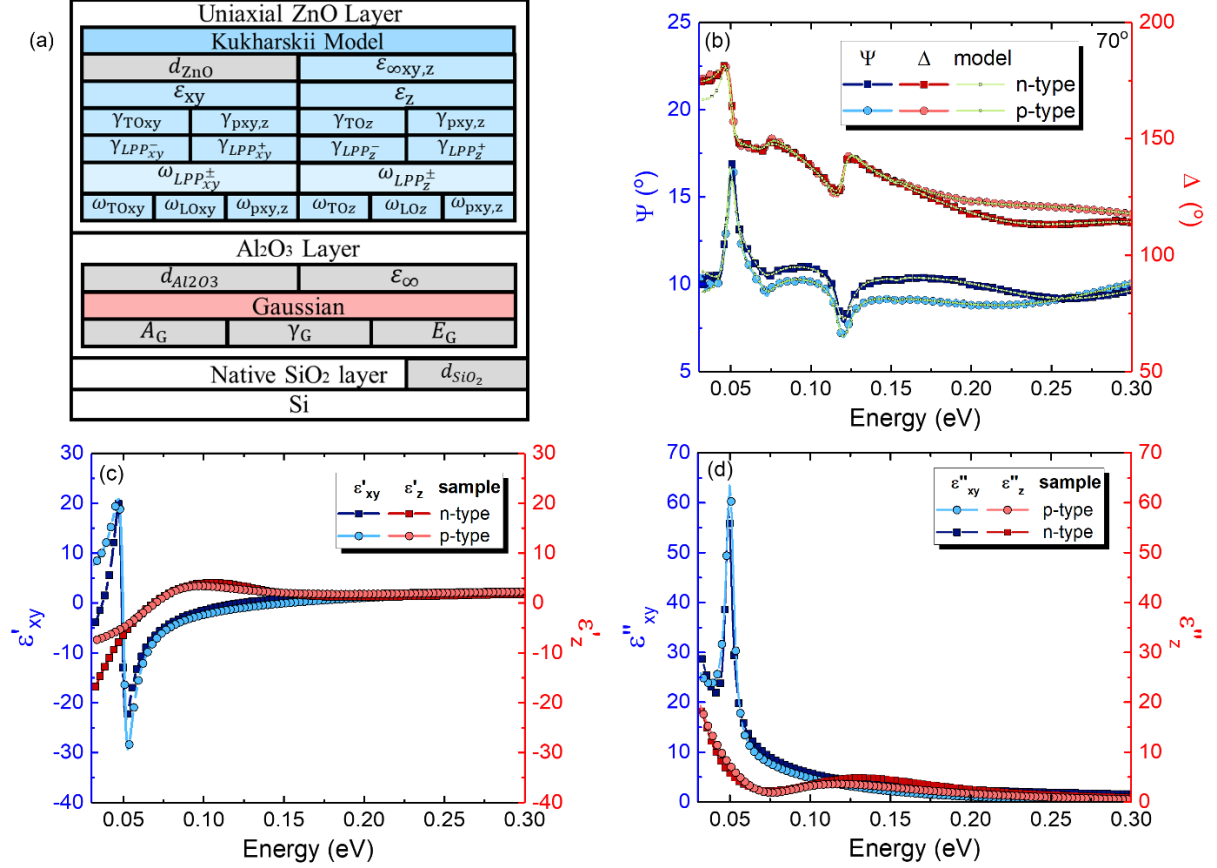 (a)
Uniaxial ZnO Layer
Kukharskii Model
d_ZnO ε_∞xy,z
ε_xy ε_z
γ_TOxy γ_pxy,z γ_TOz γ_pxy,z
γ_LPP⁻xy γ_LPP⁺xy γ_LPP⁻z γ_LPP⁺z
ω_LPP±xy ω_LPP±z
ω_TOxy ω_LOxy ω_pxy,z ω_TOz ω_LOz ω_pxy,z
Al₂O₃ Layer
d_Al2O3 ε_∞
Gaussian
A_G γ_G E_G
Native SiO₂ layer d_SiO₂
Si
(b)
70°
Ψ Δ model
n-type
p-type
25
20
15
10
5
Ψ (°)
200
150
100
50
Δ (°)
0.05 0.10 0.15 0.20 0.25 0.30
Energy (eV)
(c)
ε'xy ε'z sample
n-type
p-type
30
20
10
0
-10
-20
-30
-40
ε'xy
30
20
10
0
-10
-20
-30
-40
ε'z
0.05 0.10 0.15 0.20 0.25 0.30
Energy (eV)
(d)
ε''xy ε''z sample
p-type
n-type
70
60
50
40
30
20
10
0
ε''xy
70
60
50
40
30
20
10
0
ε''z
0.05 0.10 0.15 0.20 0.25 0.30
Energy (eV)